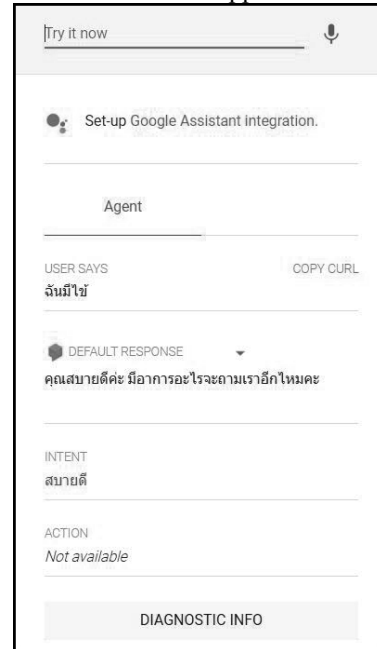 Try it now
Set-up Google Assistant integration.
Agent
USER SAYS COPY CURL
ฉันมีไข้
DEFAULT RESPONSE
คุณสบายดีค่ะ มีอาการอะไรจะถามเราอีกไหมคะ
INTENT
สบายดี
ACTION
Not available
DIAGNOSTIC INFO